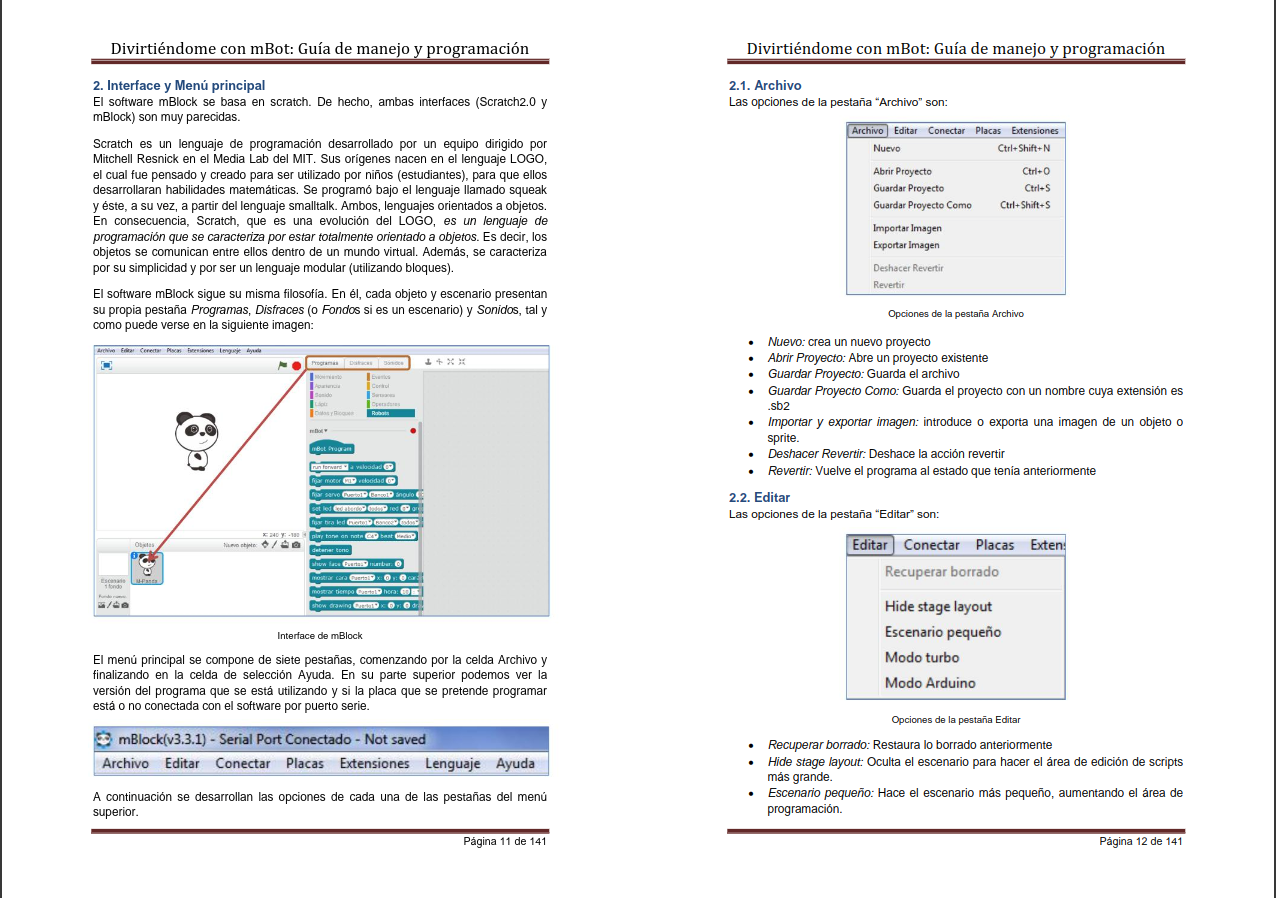 Divirtiéndome con mBot: Guía de manejo y programación
2. Interface y Menú principal
El software mBlock se basa en scratch. De hecho, ambas interfaces (Scratch2.0 y
mBlock) son muy parecidas.
Scratch es un lenguaje de programación desarrollado por un equipo dirigido por
Mitchell Resnick en el Media Lab del MIT. Sus orígenes nacen en el lenguaje LOGO,
el cual fue pensado y creado para ser utilizado por niños (estudiantes), para que ellos
desarrollaran habilidades matemáticas. Se programó bajo el lenguaje llamado squeak
y éste, a su vez, a partir del lenguaje smalltalk. Ambos, lenguajes orientados a objetos.
En consecuencia, Scratch, que es una evolución del LOGO, es un lenguaje de
programación que se caracteriza por estar totalmente orientado a objetos. Es decir, los
objetos se comunican entre ellos dentro de un mundo virtual. Además, se caracteriza
por su simplicidad y por ser un lenguaje modular (utilizando bloques).
El software mBlock sigue su misma filosofía. En él, cada objeto y escenario presentan
su propia pestaña Programas, Disfraces (o Fondos si es un escenario) y Sonidos, tal y
como puede verse en la siguiente imagen:
Archivo Editar Conectar Placas Extensiones Lenguaje Ayuda
Programas Disfraces Sonidos
Movimiento Eventos
Apariencia Control
Sonido Sensores
Lápiz Operadores
Datos y Bloques Robots
mBot
mBot Program
run forward a velocidad 0
fijar motor M1 velocidad 0
fijar servo Puerto1 Banco1 ángulo
set led led abordo todos red 0
fijar tira led Puerto1 Banco2 todos
play tone on note C4 beat Medio
detener tono
show face Puerto1 number: 0
mostrar cara Puerto1 x: 0 y: 0 cara
mostrar tiempo Puerto1 hora: 10 :
show drawing Puerto1 x: 0 y: 0
X: 240 y: -180
Objetos Nuevo objeto:
Escenario
1 fondo
M-Panda
Fondo nuevo:
Interface de mBlock
El menú principal se compone de siete pestañas, comenzando por la celda Archivo y
finalizando en la celda de selección Ayuda. En su parte superior podemos ver la
versión del programa que se está utilizando y si la placa que se pretende programar
está o no conectada con el software por puerto serie.
mBlock(v3.3.1) - Serial Port Conectado - Not saved
Archivo Editar Conectar Placas Extensiones Lenguaje Ayuda
A continuación se desarrollan las opciones de cada una de las pestañas del menú
superior.
Página 11 de 141
Divirtiéndome con mBot: Guía de manejo y programación
2.1. Archivo
Las opciones de la pestaña “Archivo” son:
Archivo Editar Conectar Placas Extensiones
Nuevo Ctrl+Shift+N
Abrir Proyecto Ctrl+O
Guardar Proyecto Ctrl+S
Guardar Proyecto Como Ctrl+Shift+S
Importar Imagen
Exportar Imagen
Deshacer Revertir
Revertir
Opciones de la pestaña Archivo
• Nuevo: crea un nuevo proyecto
• Abrir Proyecto: Abre un proyecto existente
• Guardar Proyecto: Guarda el archivo
• Guardar Proyecto Como: Guarda el proyecto con un nombre cuya extensión es
.sb2
• Importar y exportar imagen: introduce o exporta una imagen de un objeto o
sprite.
• Deshacer Revertir: Deshace la acción revertir
• Revertir: Vuelve el programa al estado que tenía anteriormente
2.2. Editar
Las opciones de la pestaña “Editar” son:
Editar Conectar Placas Exten
Recuperar borrado
Hide stage layout
Escenario pequeño
Modo turbo
Modo Arduino
Opciones de la pestaña Editar
• Recuperar borrado: Restaura lo borrado anteriormente
• Hide stage layout: Oculta el escenario para hacer el área de edición de scripts
más grande.
• Escenario pequeño: Hace el escenario más pequeño, aumentando el área de
programación.
Página 12 de 141